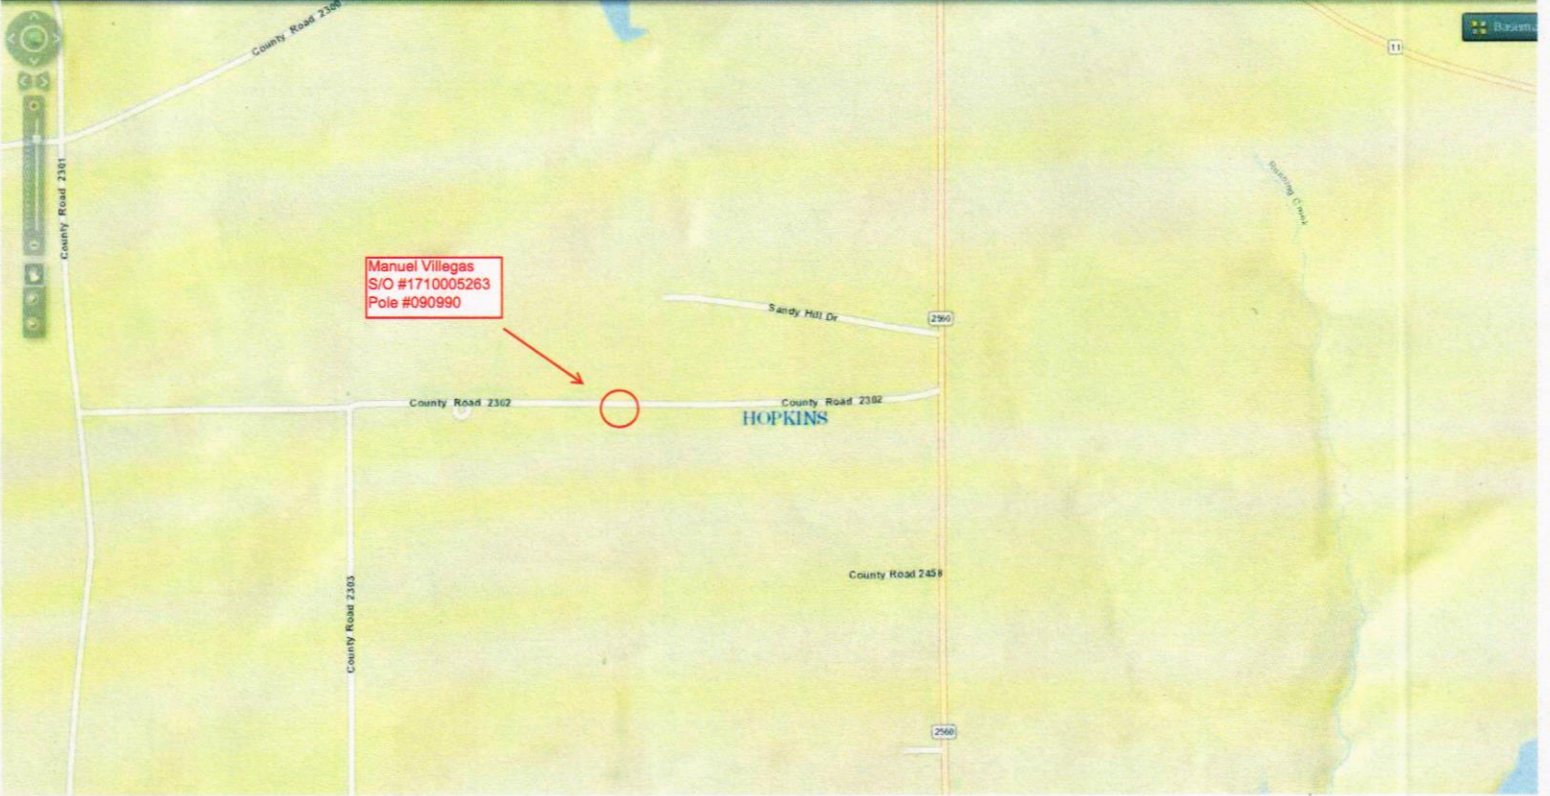 County Road 2300
11
County Road 2301
Rushing Creek
Manuel Villegas
S/O #1710005263
Pole #090990
Sandy Hill Dr
2560
County Road 2302
County Road 2302
HOPKINS
County Road 2458
County Road 2303
2560